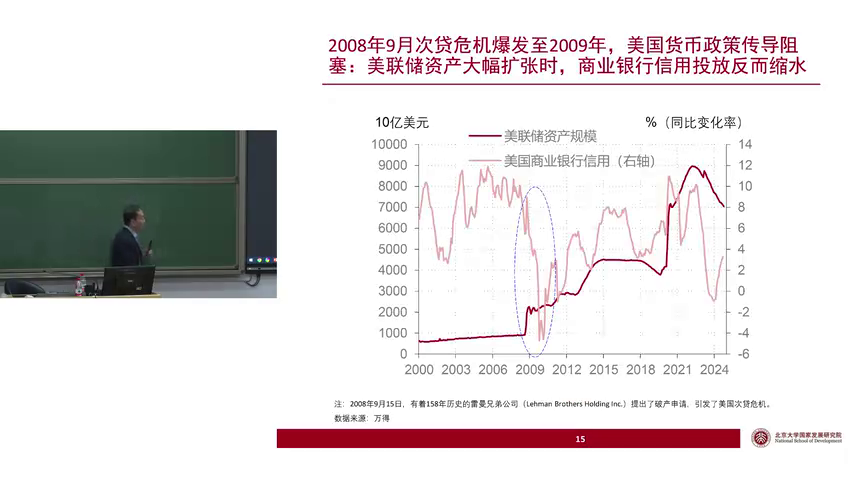 2008年9月次贷危机爆发至2009年，美国货币政策传导阻
塞：美联储资产大幅扩张时，商业银行信用投放反而缩水
10亿美元
%（同比变化率）
美联储资产规模
美国商业银行信用（右轴）
10000
9000
8000
7000
6000
5000
4000
3000
2000
1000
0
14
12
10
8
6
4
2
0
-2
-4
-6
2000 2003 2006 2009 2012 2015 2018 2021 2024
注：2008年9月15日，有着158年历史的雷曼兄弟公司（Lehman Brothers Holding Inc.）提出了破产申请，引发了美国次贷危机。
数据来源：万得
15
北京大学国家发展研究院
National School of Development